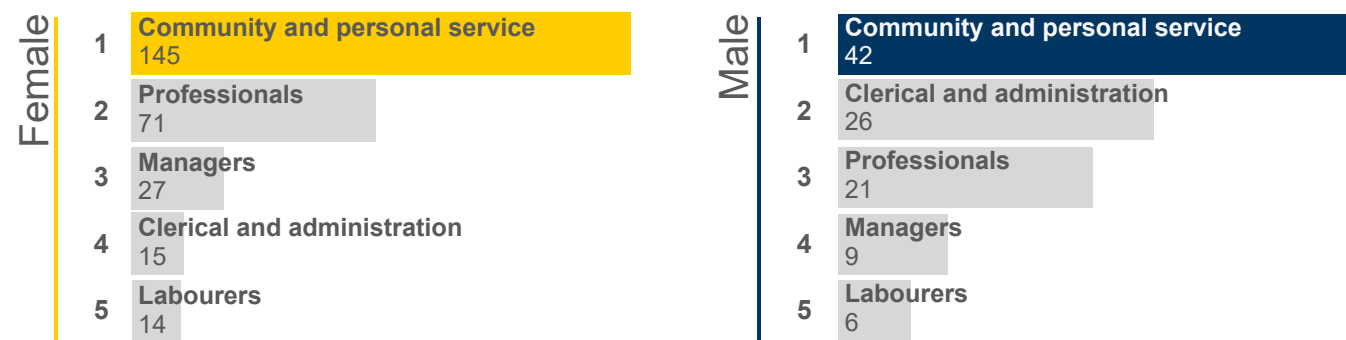 Female
1
Community and personal service
145
2
Professionals
71
3
Managers
27
4
Clerical and administration
15
5
Labourers
14
Male
1
Community and personal service
42
2
Clerical and administration
26
3
Professionals
21
4
Managers
9
5
Labourers
6